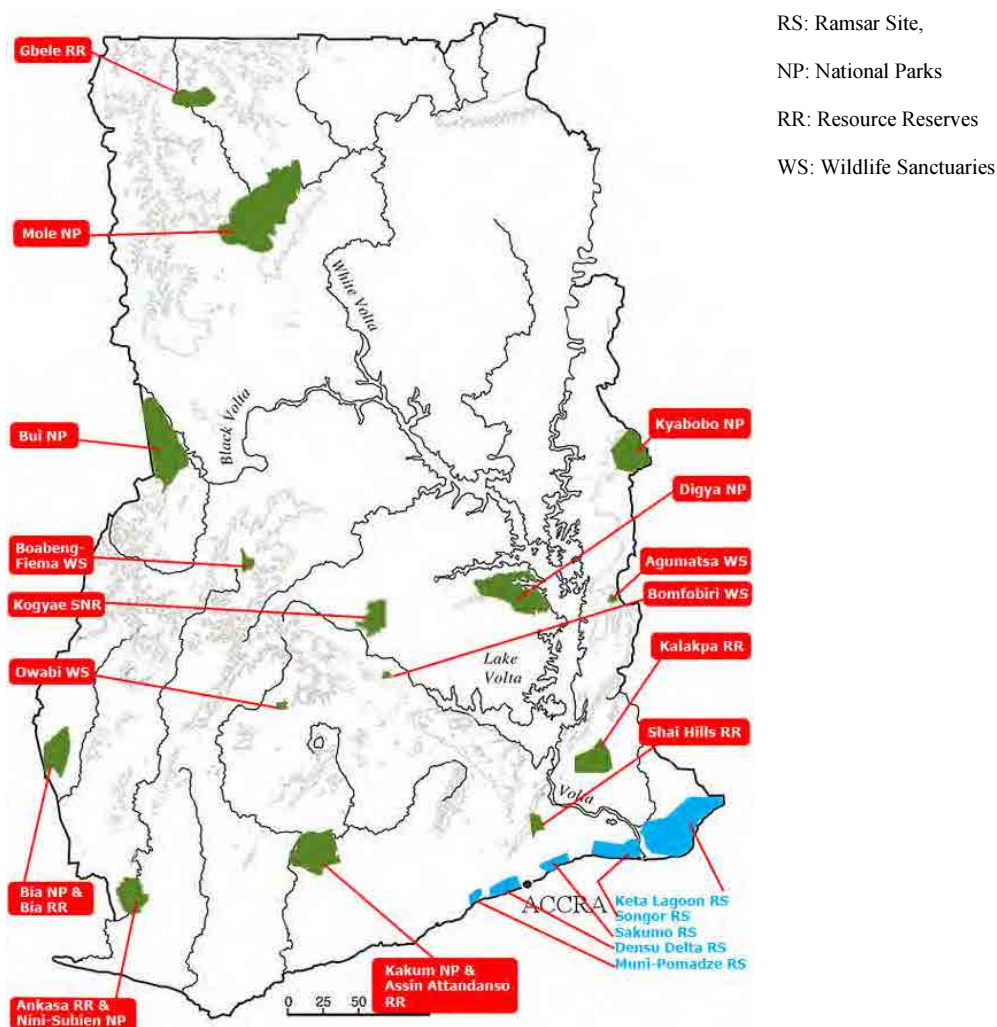 RS: Ramsar Site,
NP: National Parks
RR: Resource Reserves
WS: Wildlife Sanctuaries
Gbele RR
Mole NP
White Volta
Black Volta
Bui NP
Kyabobo NP
Digya NP
Boabeng-
Fiema WS
Agumatsa WS
Bomfobiri WS
Kogyae SNR
Kalakpa RR
Lake
Volta
Owabi WS
Shai Hills RR
Volta
Bia NP &
Bia RR
ACCRA
Keta Lagoon RS
Songor RS
Sakumo RS
Densu Delta RS
Muni-Pomadze RS
Kakum NP &
Assin Attandanso
RR
Ankasa RR &
Nini-Subien NP
0 25 50